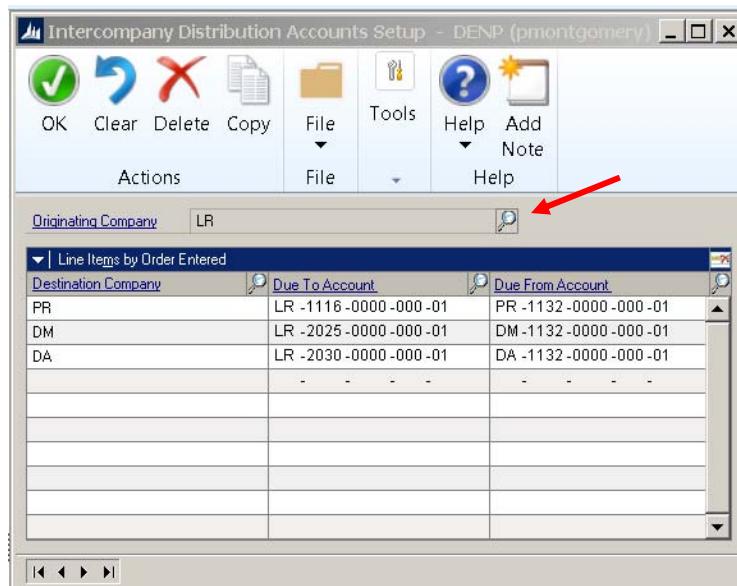 Intercompany Distribution Accounts Setup - DENP (pmontgomery)
OK Clear Delete Copy File Tools Help Add Note
Actions File Help
Originating Company LR
Line Items by Order Entered
Destination Company Due To Account Due From Account
PR LR -1116 -0000 -000 -01 PR -1132 -0000 -000 -01
DM LR -2025 -0000 -000 -01 DM -1132 -0000 -000 -01
DA LR -2030 -0000 -000 -01 DA -1132 -0000 -000 -01
- - - - - - - -